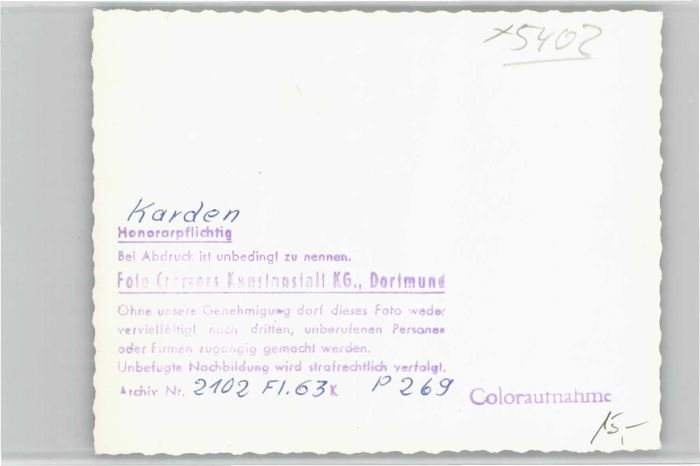 x5402
Karden
Honorarpflichtig
Bei Abdruck ist unbedingt zu nennen.
Foto Cramers Kunstanstalt KG., Dortmund
Ohne unsere Genehmigung darf dieses Foto weder
vervielfältigt noch dritten, unberufenen Personen
oder Firmen zugängig gemacht werden.
Unbefugte Nachbildung wird strafrechtlich verfolgt.
Archiv Nr. 2102 Fl.63K P 269
Coloraufnahme
15,-